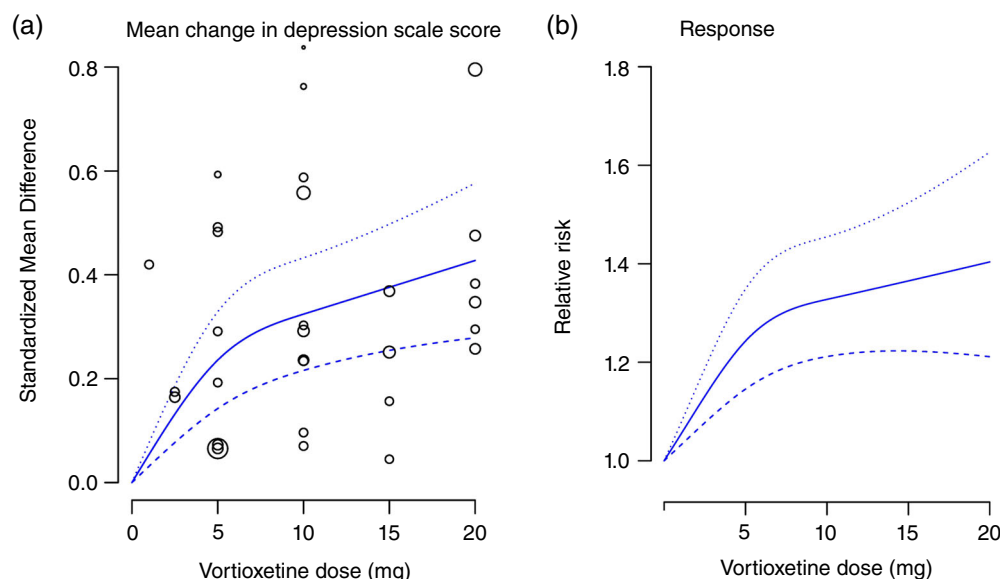 (a)
Mean change in depression scale score
0.8
0.6
0.4
0.2
0.0
Standardized Mean Difference
0
5
10
15
20
Vortioxetine dose (mg)
(b)
Response
1.8
1.6
1.4
1.2
1.0
Relative risk
5
10
15
20
Vortioxetine dose (mg)